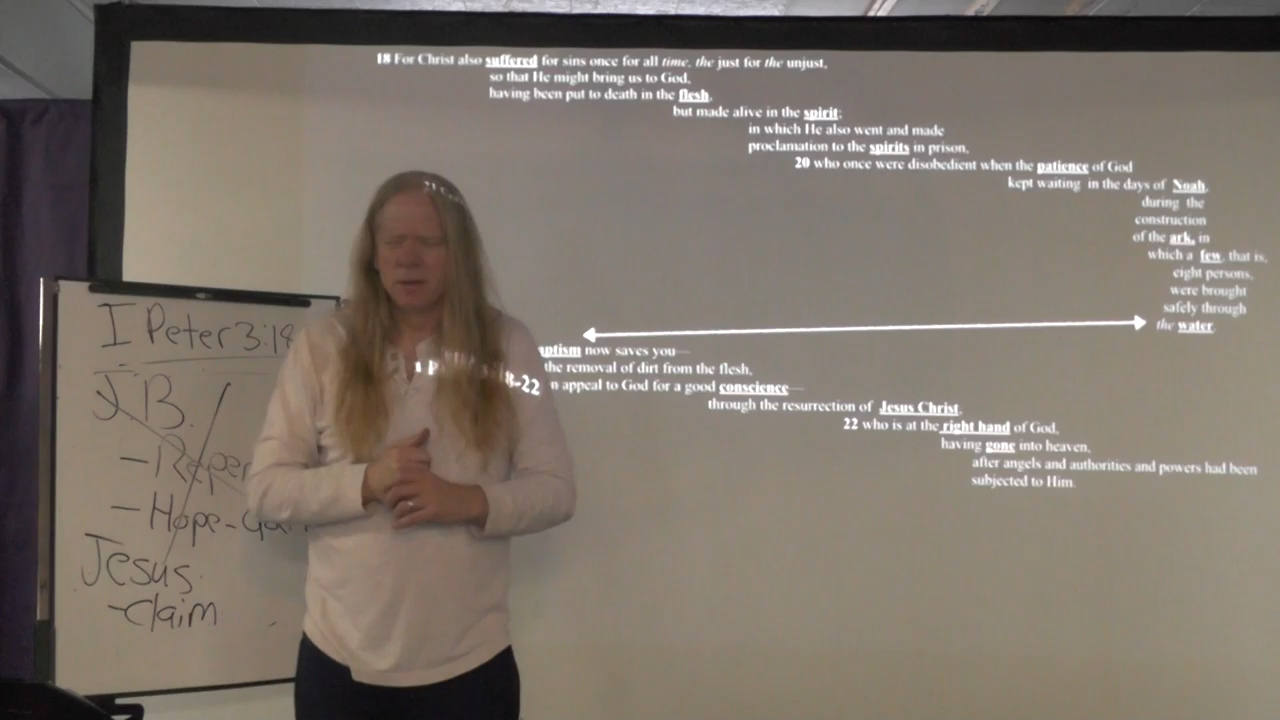 18 For Christ also suffered for sins once for all time, the just for the unjust,
so that He might bring us to God,
having been put to death in the flesh,
but made alive in the spirit;
in which He also went and made
proclamation to the spirits in prison,
20 who once were disobedient when the patience of God
kept waiting in the days of Noah,
during the
construction
of the ark, in
which a few, that is,
eight persons,
were brought
safely through
the water.
ptism now saves you—
the removal of dirt from the flesh,
n appeal to God for a good conscience—
through the resurrection of Jesus Christ,
22 who is at the right hand of God,
having gone into heaven,
after angels and authorities and powers had been
subjected to Him.
8-22
I Peter 3:18
J.B.
-Reper
-Hope-
Jesus
-Claim